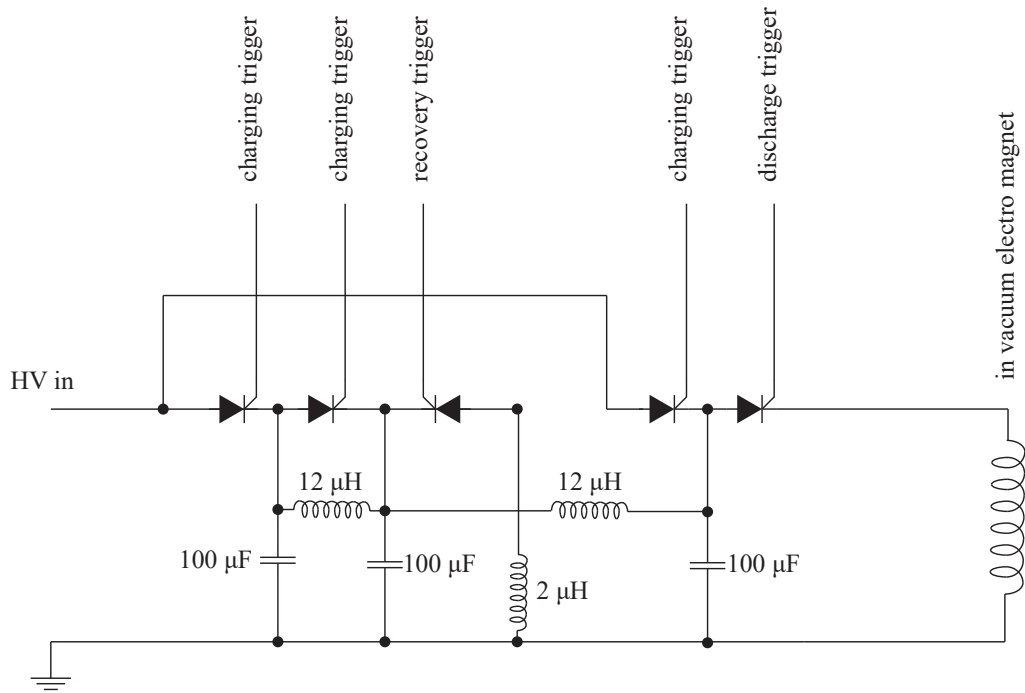 charging trigger
charging trigger
recovery trigger
charging trigger
discharge trigger
in vacuum electro magnet
HV in
12 μH
12 μH
100 μF
100 μF
2 μH
100 μF